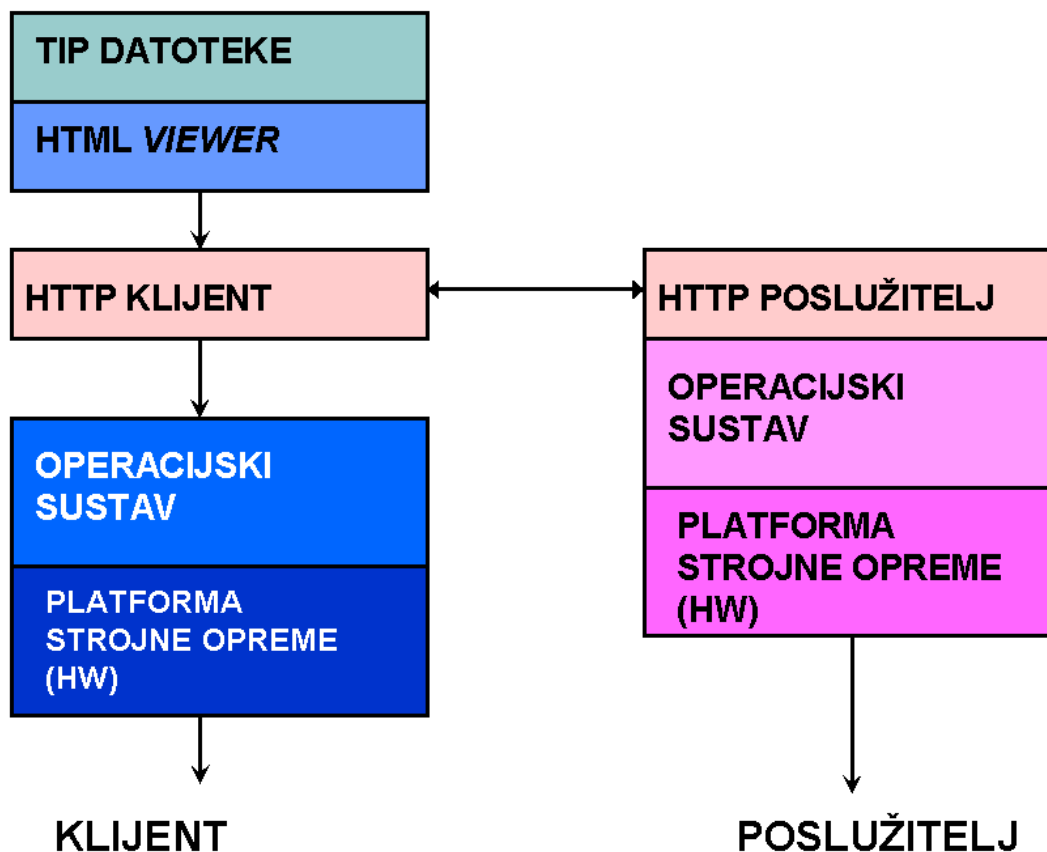 TIP DATOTEKE
HTML VIEWER
HTTP KLIJENT
OPERACIJSKI
SUSTAV
PLATFORMA
STROJNE OPREME
(HW)
KLIJENT
HTTP POSLUŽITELJ
OPERACIJSKI
SUSTAV
PLATFORMA
STROJNE OPREME
(HW)
POSLUŽITELJ